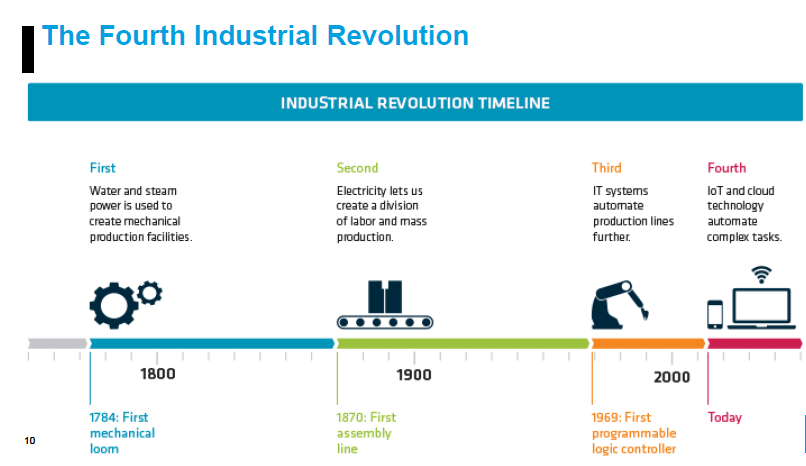 The Fourth Industrial Revolution
INDUSTRIAL REVOLUTION TIMELINE
First
Water and steam
power is used to
create mechanical
production facilities.
Second
Electricity lets us
create a division
of labor and mass
production.
Third
IT systems
automate
production lines
further.
Fourth
IoT and cloud
technology
automate
complex tasks.
1800
1900
2000
1784: First
mechanical
loom
1870: First
assembly
line
1969: First
programmable
logic controller
Today
10